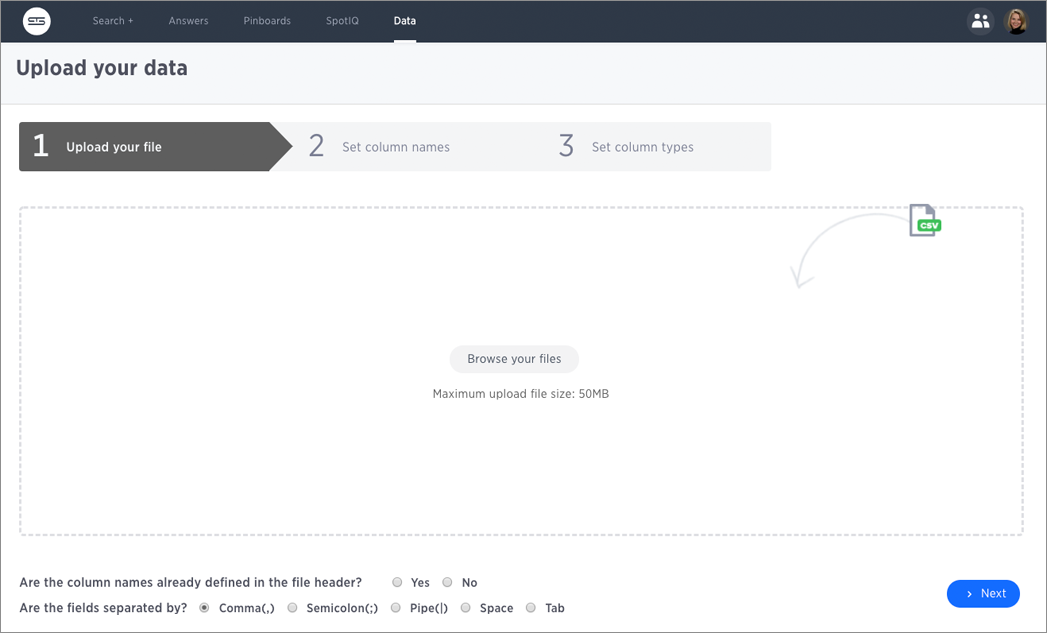 Search + Answers Pinboards SpotIQ Data
Upload your data
1 Upload your file 2 Set column names 3 Set column types
CSV
Browse your files
Maximum upload file size: 50MB
Are the column names already defined in the file header? Yes No
Are the fields separated by? Comma(,) Semicolon(;) Pipe(|) Space Tab
› Next